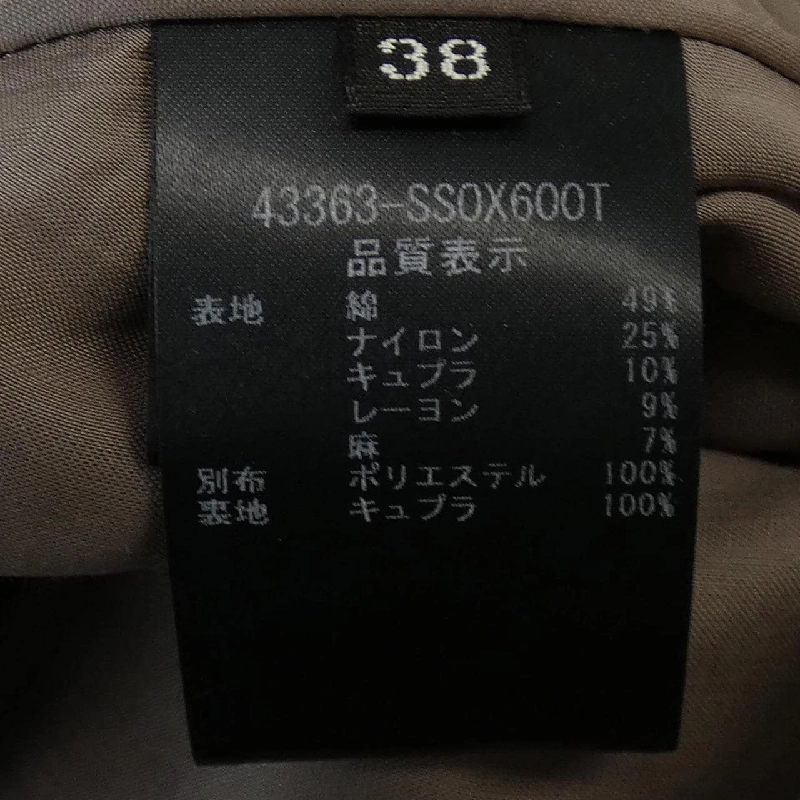 38
43363-SS0X600T
品質表示
表地 綿 49%
ナイロン 25%
キュプラ 10%
レーヨン 9%
麻 7%
別布 ポリエステル 100%
裏地 キュプラ 100%